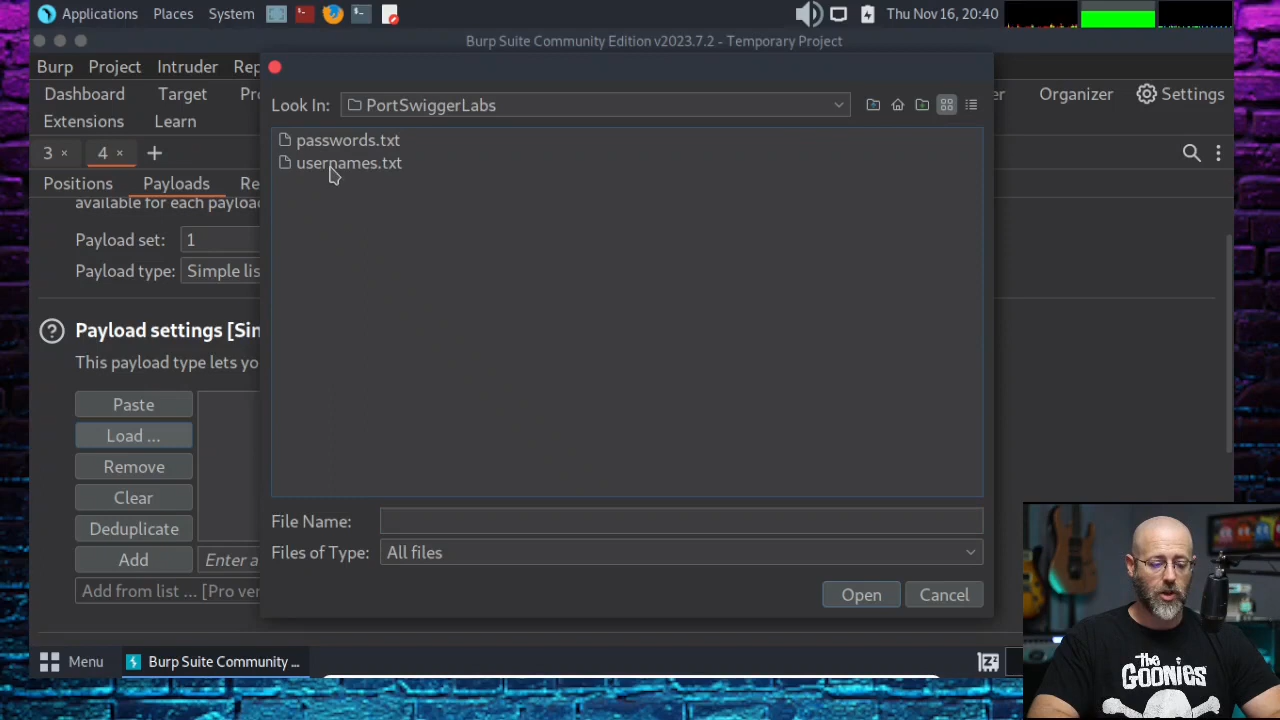 Applications Places System
Thu Nov 16, 20:40
Burp Suite Community Edition v2023.7.2 - Temporary Project
Burp Project Intruder Rep
Look In: PortSwiggerLabs
Dashboard Target Pr Organizer Settings
Extensions Learn
passwords.txt
3 × 4 × +
usernames.txt
Positions Payloads Re
available for each payload
Payload set: 1
Payload type: Simple lis
Payload settings [Sin
This payload type lets yo
Paste
Load ...
Remove
Clear
Deduplicate
Add Enter a
Add from list ... [Pro ver
File Name:
Files of Type: All files
Open Cancel
Menu Burp Suite Community ...
the
GOONIES